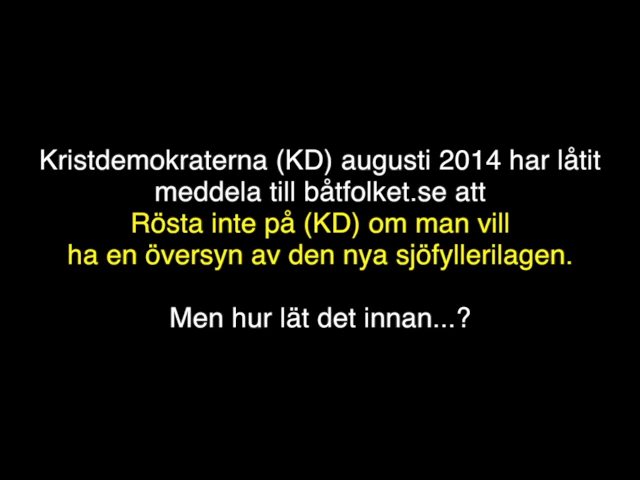 Kristdemokraterna (KD) augusti 2014 har låtit
meddela till båtfolket.se att
Rösta inte på (KD) om man vill
ha en översyn av den nya sjöfyllerilagen.
Men hur lät det innan...?